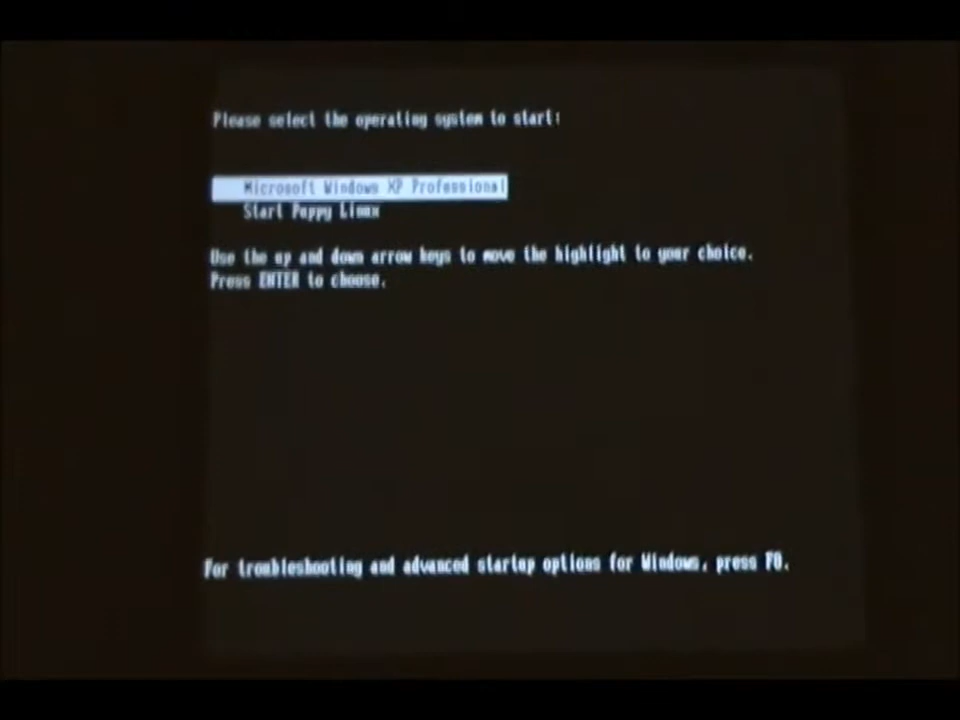 Please select the operating system to start:
Microsoft Windows XP Professional
Start Puppy Linux
Use the up and down arrow keys to move the highlight to your choice.
Press ENTER to choose.
For troubleshooting and advanced startup options for Windows, press F8.